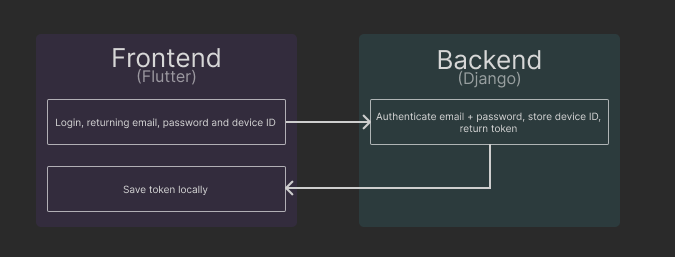 Frontend
(Flutter)
Login, returning email, password and device ID
Save token locally
Backend
(Django)
Authenticate email + password, store device ID,
return token